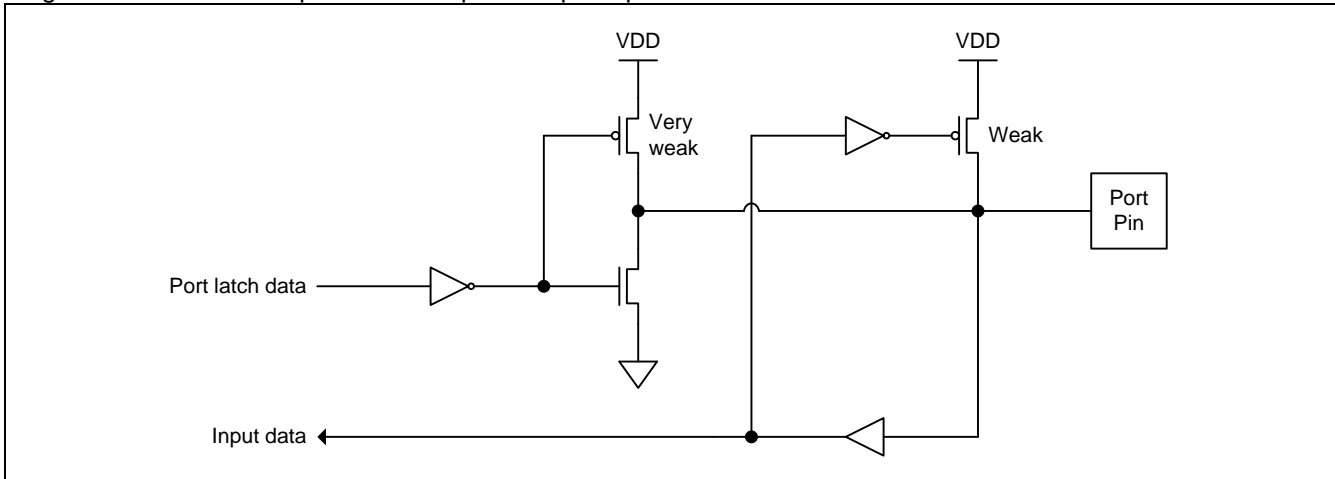 VDD
VDD
Very
weak
Weak
Port
Pin
Port latch data
Input data